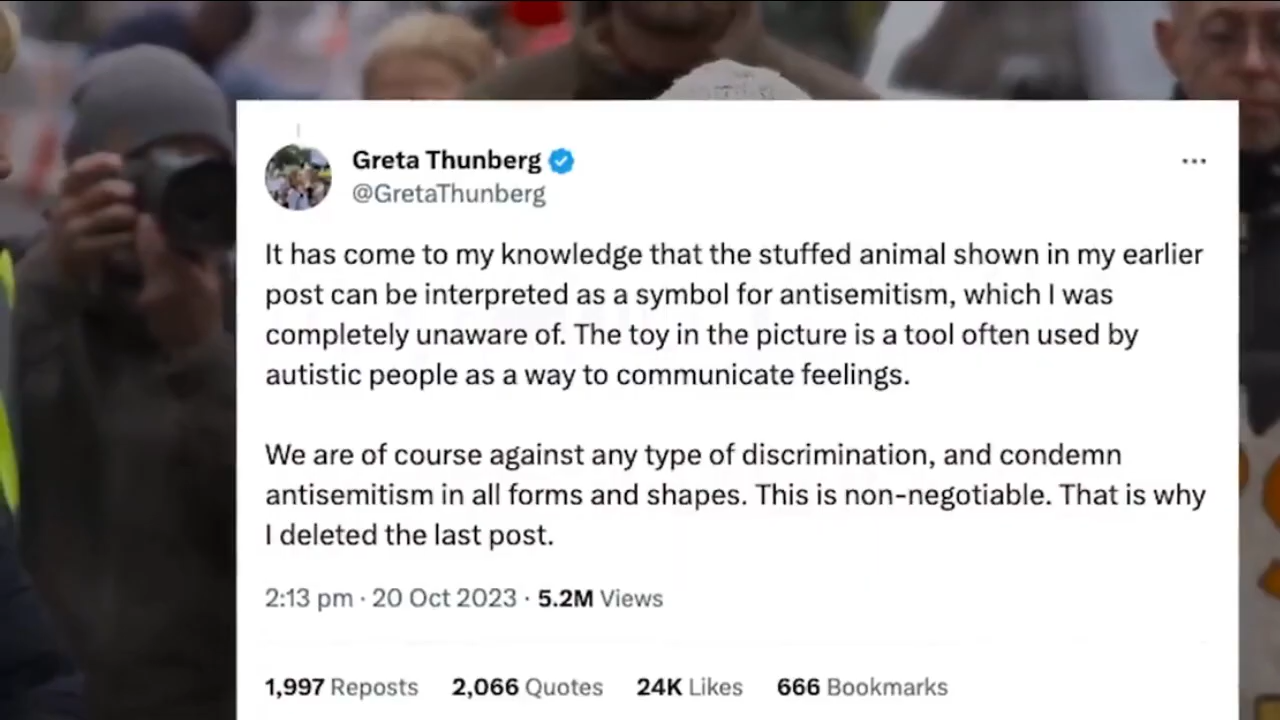 Greta Thunberg
@GretaThunberg
It has come to my knowledge that the stuffed animal shown in my earlier
post can be interpreted as a symbol for antisemitism, which I was
completely unaware of. The toy in the picture is a tool often used by
autistic people as a way to communicate feelings.
We are of course against any type of discrimination, and condemn
antisemitism in all forms and shapes. This is non-negotiable. That is why
I deleted the last post.
2:13 pm · 20 Oct 2023 · 5.2M Views
1,997 Reposts 2,066 Quotes 24K Likes 666 Bookmarks